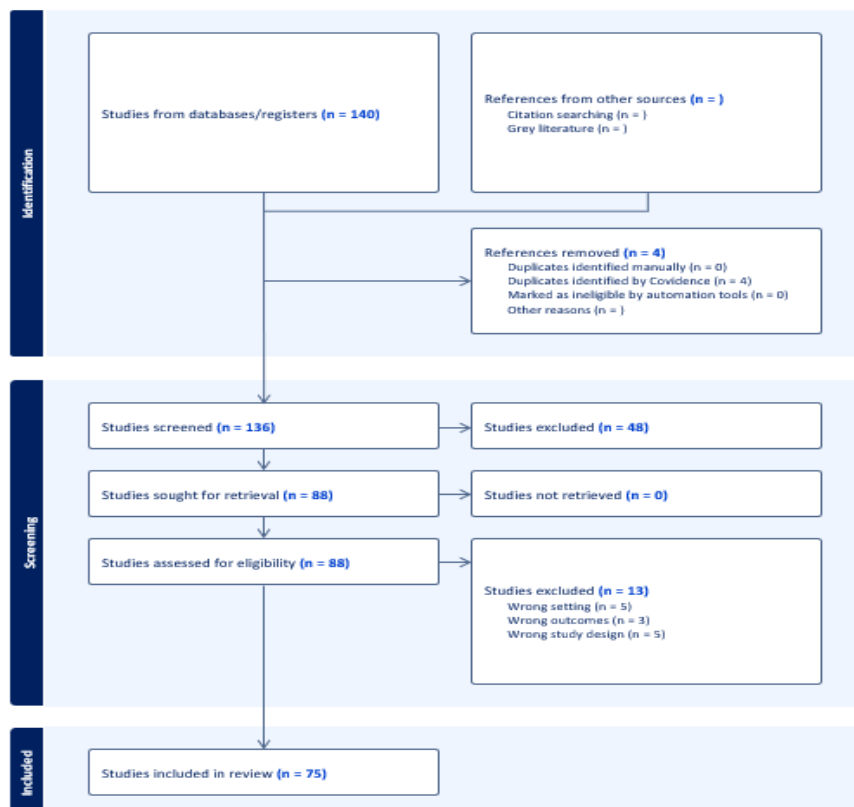 Identification
Studies from databases/registers (n = 140)
References from other sources (n = )
Citation searching (n = )
Grey literature (n = )
References removed (n = 4)
Duplicates identified manually (n = 0)
Duplicates identified by Covidence (n = 4)
Marked as ineligible by automation tools (n = 0)
Other reasons (n = )
Screening
Studies screened (n = 136)
Studies excluded (n = 48)
Studies sought for retrieval (n = 88)
Studies not retrieved (n = 0)
Studies assessed for eligibility (n = 88)
Studies excluded (n = 13)
Wrong setting (n = 5)
Wrong outcomes (n = 3)
Wrong study design (n = 5)
Included
Studies included in review (n = 75)